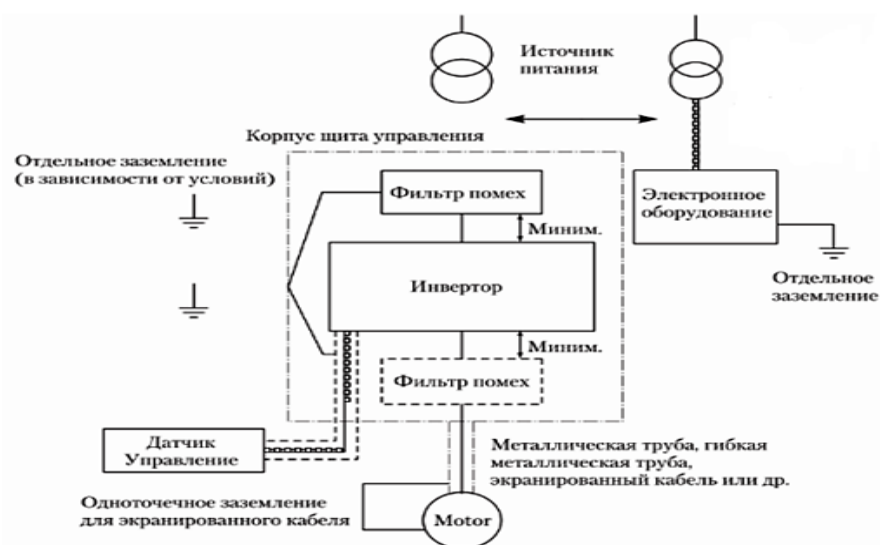 Источник
питания
Корпус щита управления
Отдельное заземление
(в зависимости от условий)
Фильтр помех
Миним.
Электронное
оборудование
Отдельное
заземление
Инвертор
Миним.
Фильтр помех
Датчик
Управление
Металлическая труба, гибкая
металлическая труба,
экранированный кабель или др.
Одноточечное заземление
для экранированного кабеля
Motor